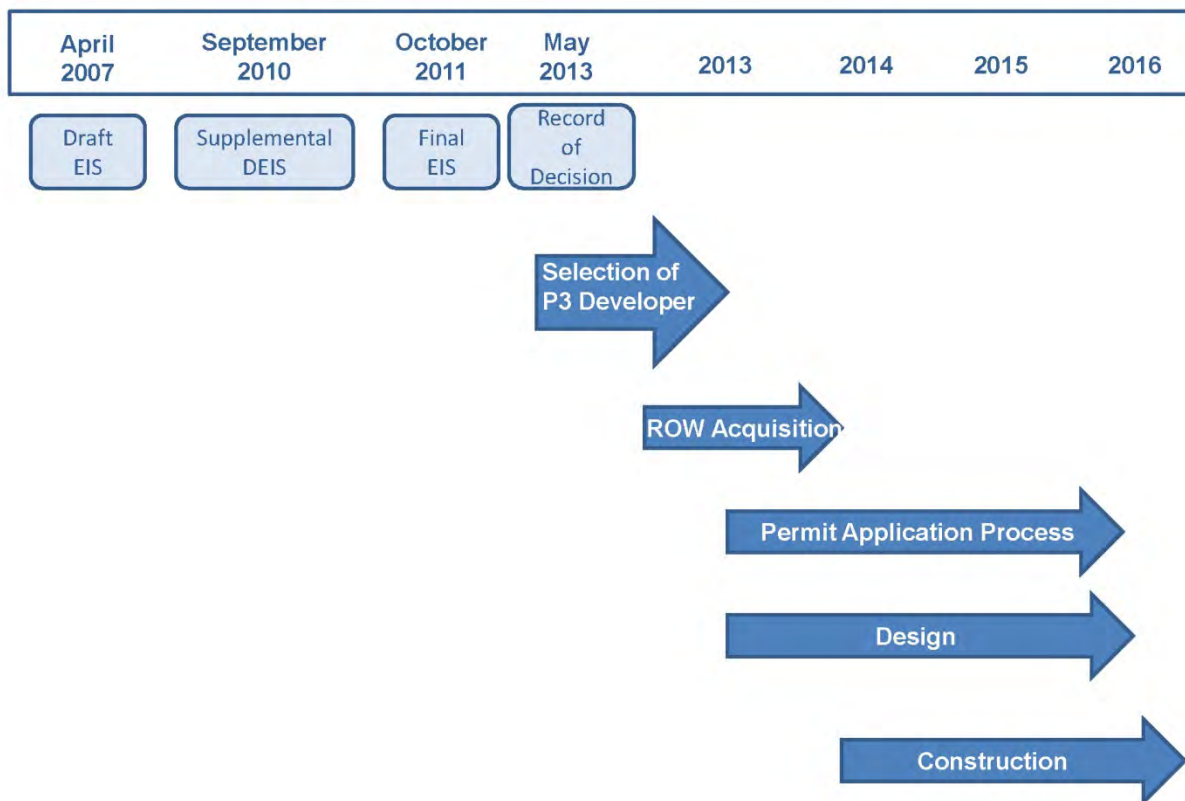 April
2007
September
2010
October
2011
May
2013
2013
2014
2015
2016
Draft
EIS
Supplemental
DEIS
Final
EIS
Record
of
Decision
Selection of
P3 Developer
ROW Acquisition
Permit Application Process
Design
Construction